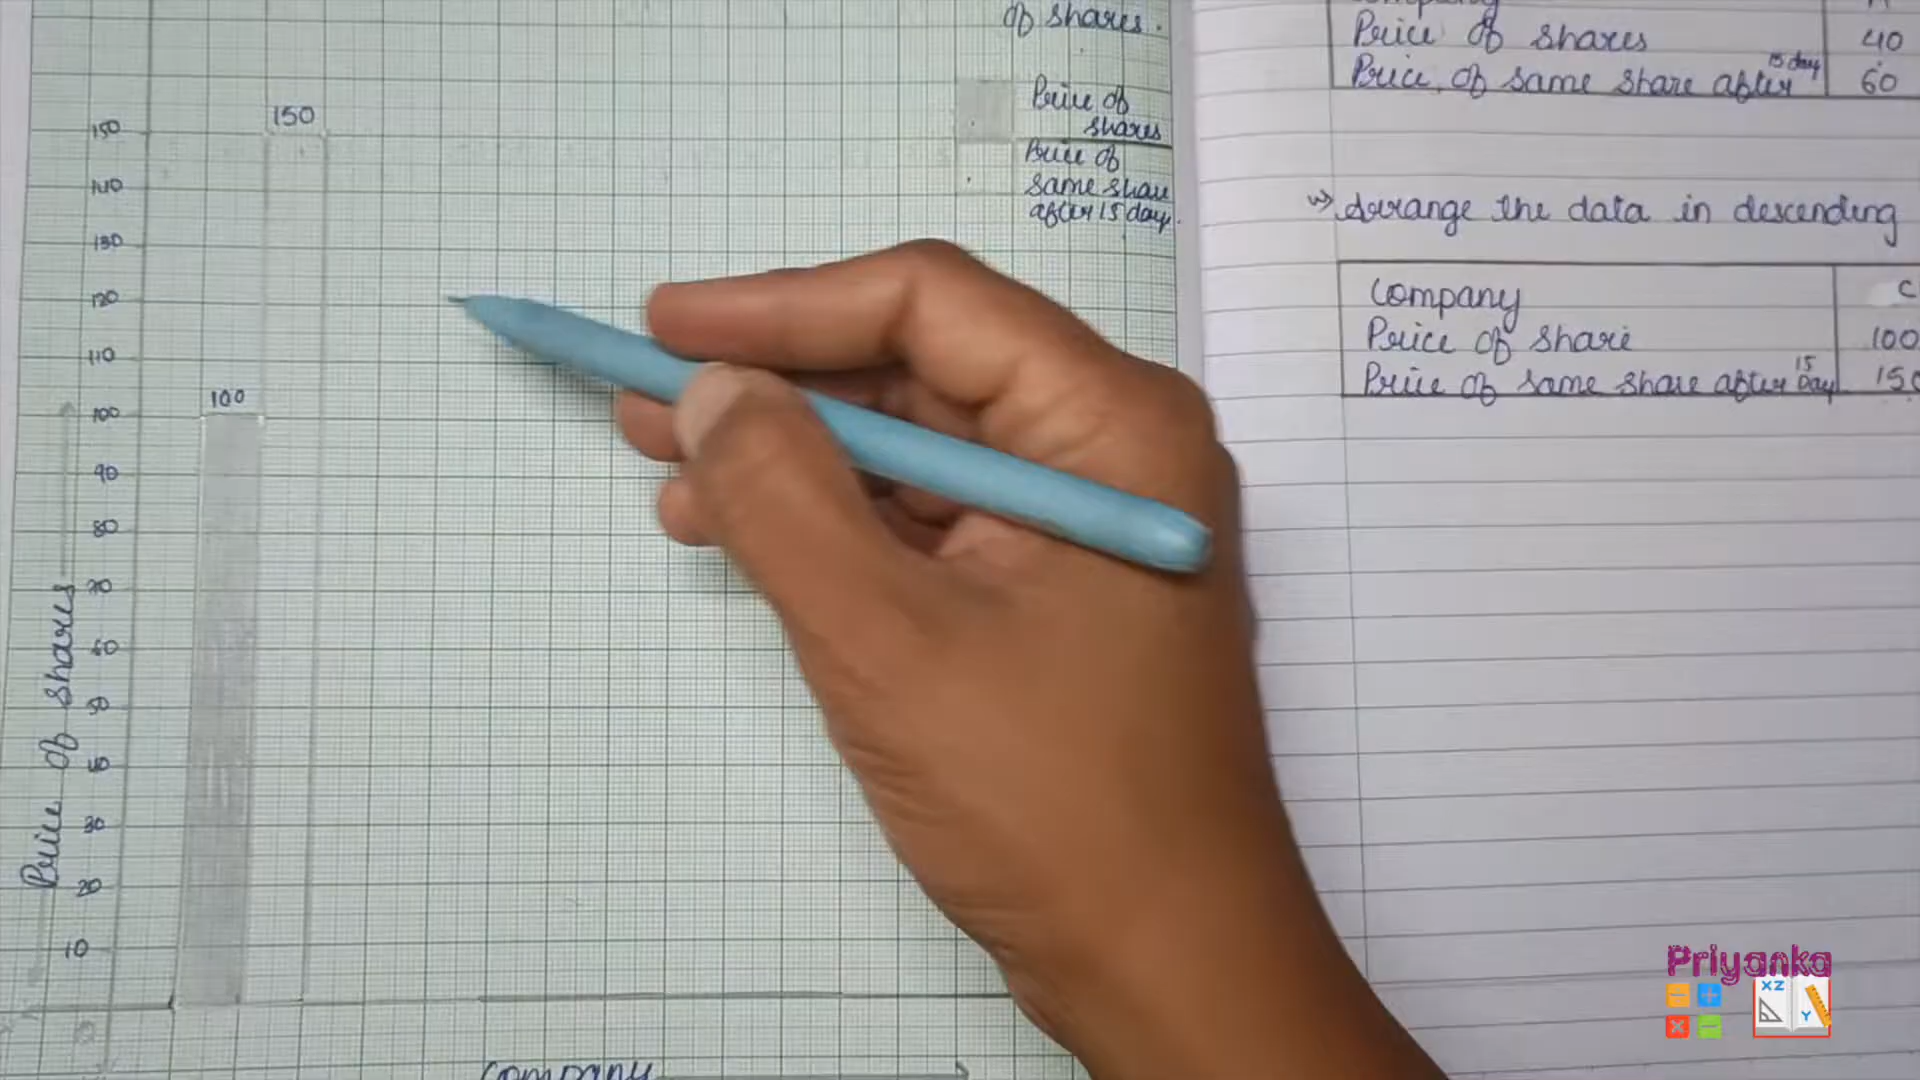 of shares.
Price of
shares
Price of
same share
after 15 day.
150
150
140
130
120
110
100
100
90
80
70
60
50
40
30
20
10
0
Price of shares
Company
Price of shares 40
15 day
Price of same share after 60
Arrange the data in descending
Company C
Price of share 100
15
Price of same share after Day 150
Priyanka
XZ
Y